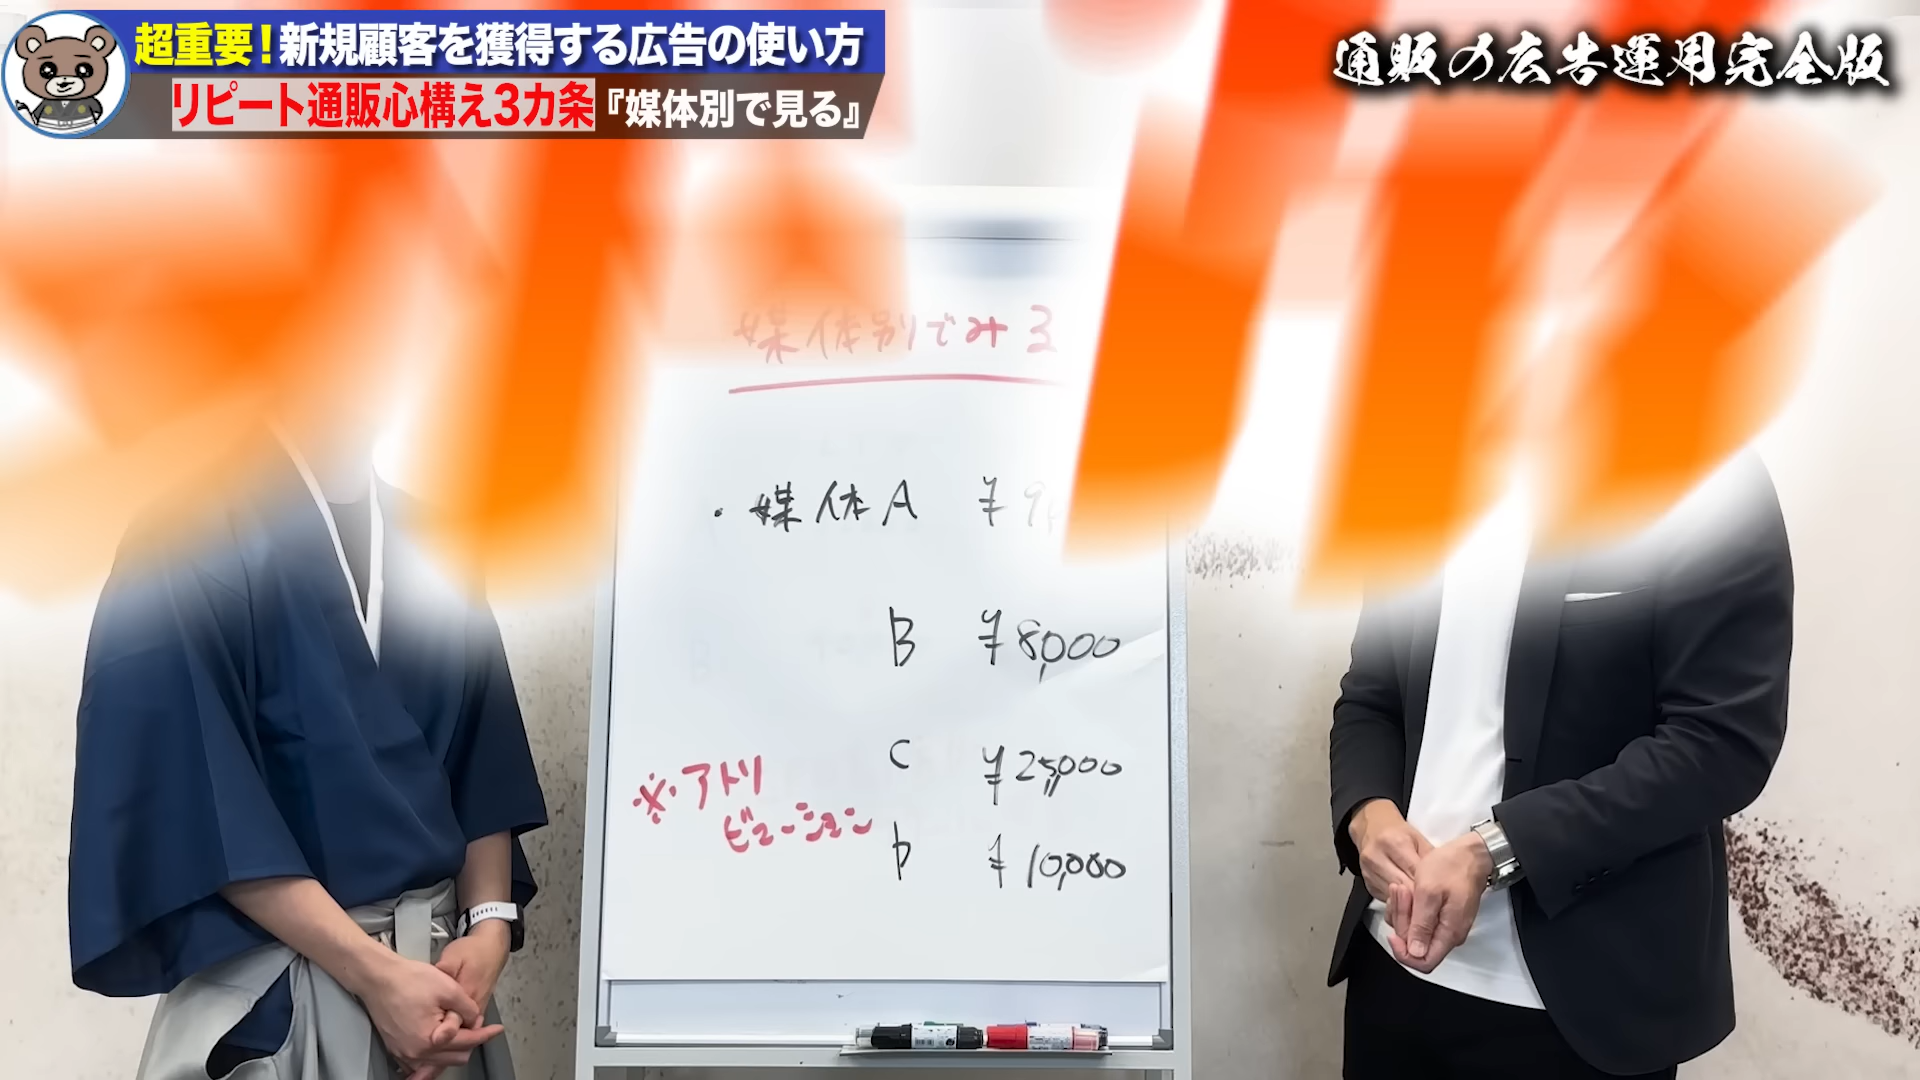 超重要！新規顧客を獲得する広告の使い方
リピート通販心構え3カ条『媒体別で見る』
通販の広告運用完全版
媒体別でみる
・媒体A ¥9
B ¥8,000
C ¥25,000
D ¥10,000
※アトリ
ビューション